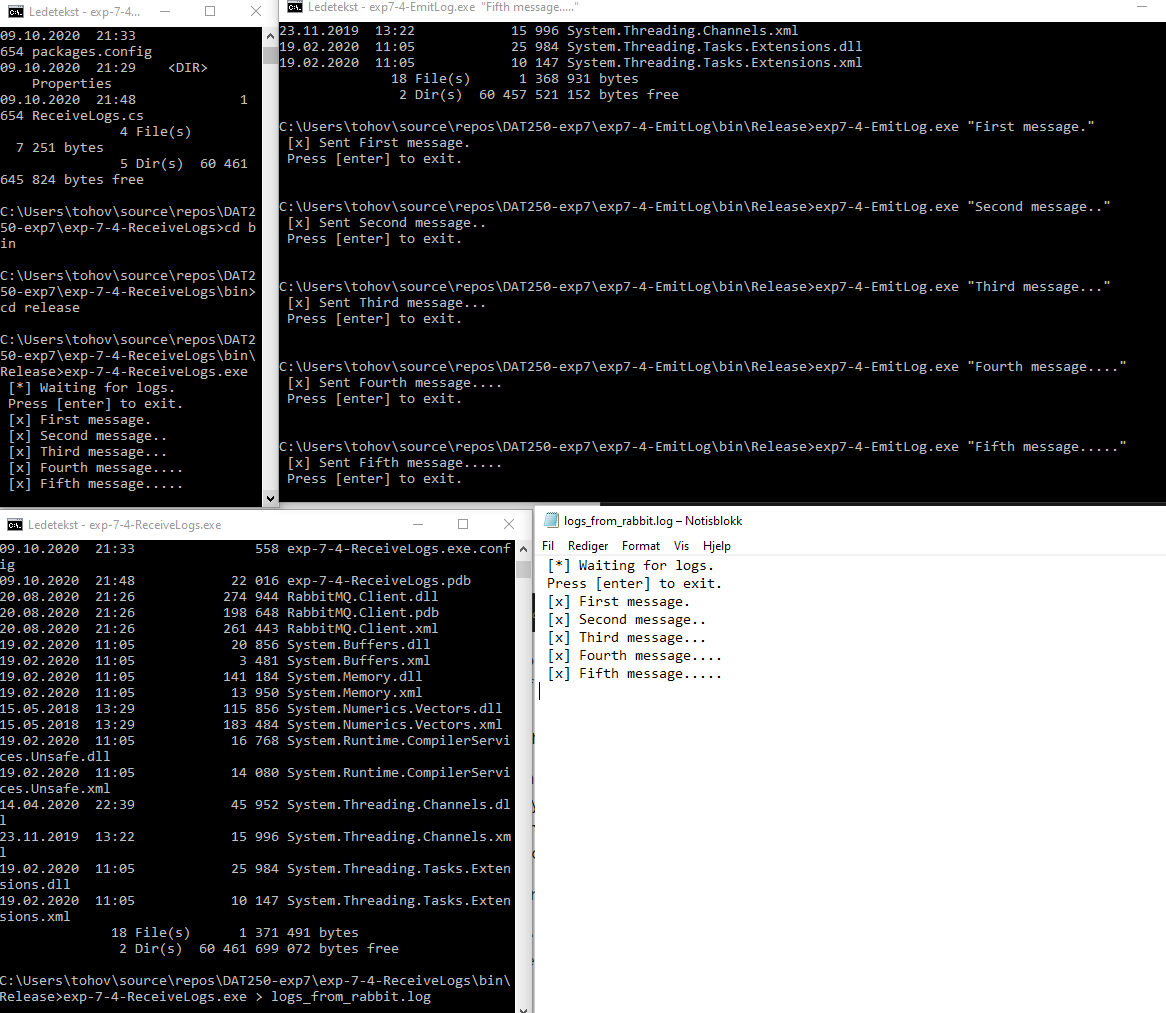 Ledetekst - exp-7-4...
09.10.2020  21:33
654 packages.config
09.10.2020  21:29    <DIR>
    Properties
09.10.2020  21:48             1
654 ReceiveLogs.cs
               4 File(s)
  7 251 bytes
               5 Dir(s)  60 461
645 824 bytes free
C:\Users\tohov\source\repos\DAT2
50-exp7\exp-7-4-ReceiveLogs>cd b
in
C:\Users\tohov\source\repos\DAT2
50-exp7\exp-7-4-ReceiveLogs\bin>
cd release
C:\Users\tohov\source\repos\DAT2
50-exp7\exp-7-4-ReceiveLogs\bin\
Release>exp-7-4-ReceiveLogs.exe
 [*] Waiting for logs.
 Press [enter] to exit.
 [x] First message.
 [x] Second message..
 [x] Third message...
 [x] Fourth message....
 [x] Fifth message.....
Ledetekst - exp7-4-EmitLog.exe  "Fifth message....."
23.11.2019  13:22            15 996 System.Threading.Channels.xml
19.02.2020  11:05            25 984 System.Threading.Tasks.Extensions.dll
19.02.2020  11:05            10 147 System.Threading.Tasks.Extensions.xml
              18 File(s)      1 368 931 bytes
               2 Dir(s)  60 457 521 152 bytes free
C:\Users\tohov\source\repos\DAT250-exp7\exp7-4-EmitLog\bin\Release>exp7-4-EmitLog.exe "First message."
 [x] Sent First message.
 Press [enter] to exit.
C:\Users\tohov\source\repos\DAT250-exp7\exp7-4-EmitLog\bin\Release>exp7-4-EmitLog.exe "Second message.."
 [x] Sent Second message..
 Press [enter] to exit.
C:\Users\tohov\source\repos\DAT250-exp7\exp7-4-EmitLog\bin\Release>exp7-4-EmitLog.exe "Third message..."
 [x] Sent Third message...
 Press [enter] to exit.
C:\Users\tohov\source\repos\DAT250-exp7\exp7-4-EmitLog\bin\Release>exp7-4-EmitLog.exe "Fourth message...."
 [x] Sent Fourth message....
 Press [enter] to exit.
C:\Users\tohov\source\repos\DAT250-exp7\exp7-4-EmitLog\bin\Release>exp7-4-EmitLog.exe "Fifth message....."
 [x] Sent Fifth message.....
 Press [enter] to exit.
Ledetekst - exp-7-4-ReceiveLogs.exe
09.10.2020  21:33               558 exp-7-4-ReceiveLogs.exe.conf
ig
09.10.2020  21:48            22 016 exp-7-4-ReceiveLogs.pdb
20.08.2020  21:26           274 944 RabbitMQ.Client.dll
20.08.2020  21:26           198 648 RabbitMQ.Client.pdb
20.08.2020  21:26           261 443 RabbitMQ.Client.xml
19.02.2020  11:05            20 856 System.Buffers.dll
19.02.2020  11:05             3 481 System.Buffers.xml
19.02.2020  11:05           141 184 System.Memory.dll
19.02.2020  11:05            13 950 System.Memory.xml
15.05.2018  13:29           115 856 System.Numerics.Vectors.dll
15.05.2018  13:29           183 484 System.Numerics.Vectors.xml
19.02.2020  11:05            16 768 System.Runtime.CompilerServi
ces.Unsafe.dll
19.02.2020  11:05            14 080 System.Runtime.CompilerServi
ces.Unsafe.xml
14.04.2020  22:39            45 952 System.Threading.Channels.dl
l
23.11.2019  13:22            15 996 System.Threading.Channels.xm
l
19.02.2020  11:05            25 984 System.Threading.Tasks.Exten
sions.dll
19.02.2020  11:05            10 147 System.Threading.Tasks.Exten
sions.xml
              18 File(s)      1 371 491 bytes
               2 Dir(s)  60 461 699 072 bytes free
C:\Users\tohov\source\repos\DAT250-exp7\exp-7-4-ReceiveLogs\bin\
Release>exp-7-4-ReceiveLogs.exe > logs_from_rabbit.log
logs_from_rabbit.log – Notisblokk
Fil Rediger Format Vis Hjelp
 [*] Waiting for logs.
 Press [enter] to exit.
 [x] First message.
 [x] Second message..
 [x] Third message...
 [x] Fourth message....
 [x] Fifth message.....